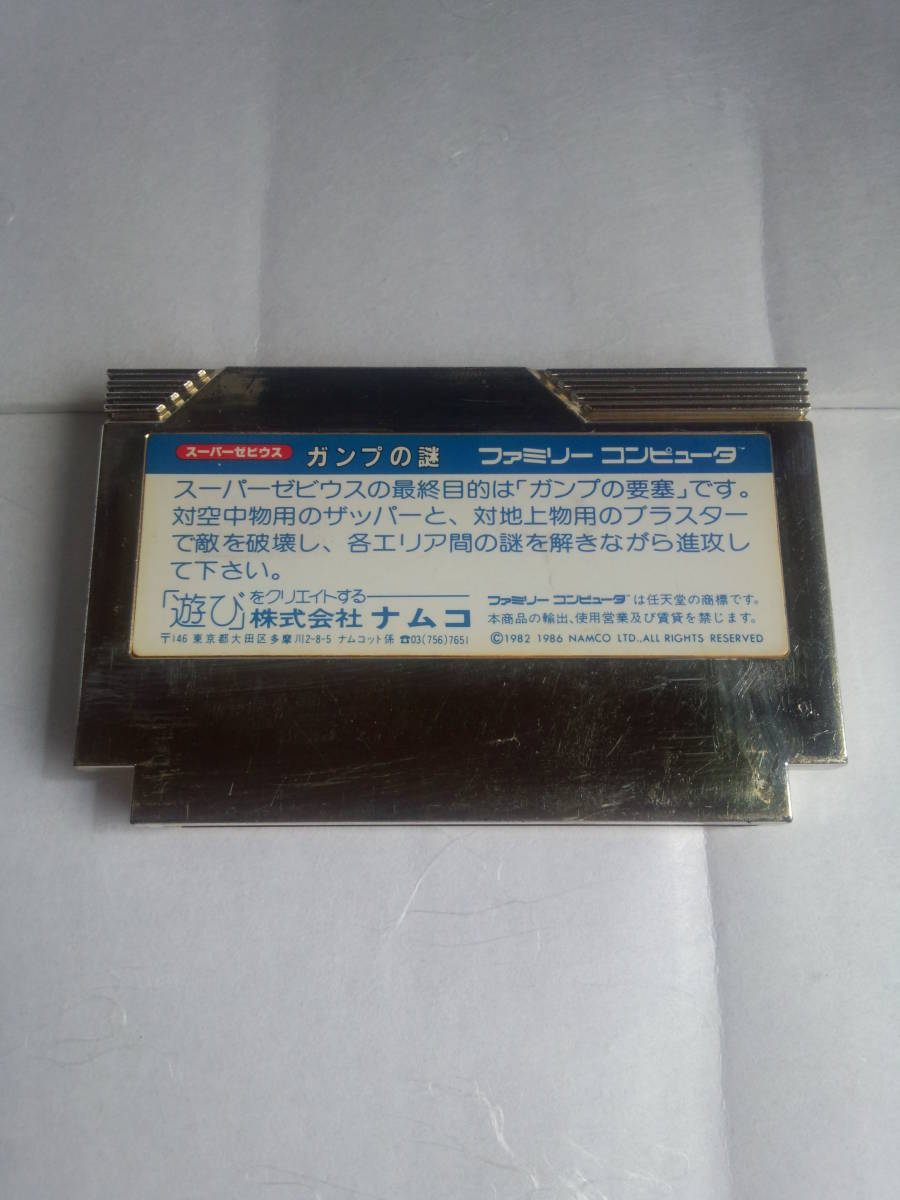 スーパーゼビウス ガンプの謎 ファミリー コンピュータ™
スーパーゼビウスの最終目的は「ガンプの要塞」です。
対空中物用のザッパーと、対地上物用のブラスター
で敵を破壊し、各エリア間の謎を解きながら進攻し
て下さい。
「遊び」をクリエイトする
株式会社 ナムコ
〒146 東京都大田区多摩川2-8-5 ナムコット係 ☎03(756)7651
ファミリー コンピュータ™は任天堂の商標です。
本商品の輸出、使用営業及び賃貸を禁じます。
©1982 1986 NAMCO LTD.,ALL RIGHTS RESERVED